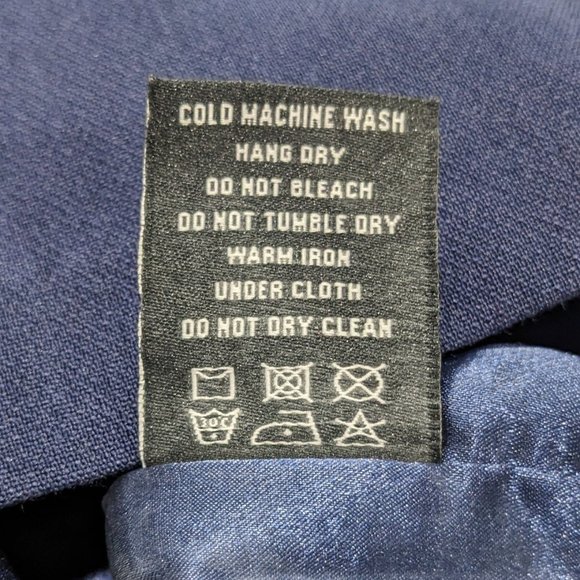 COLD MACHINE WASH
HANG DRY
DO NOT BLEACH
DO NOT TUMBLE DRY
WARM IRON
UNDER CLOTH
DO NOT DRY CLEAN
30°C